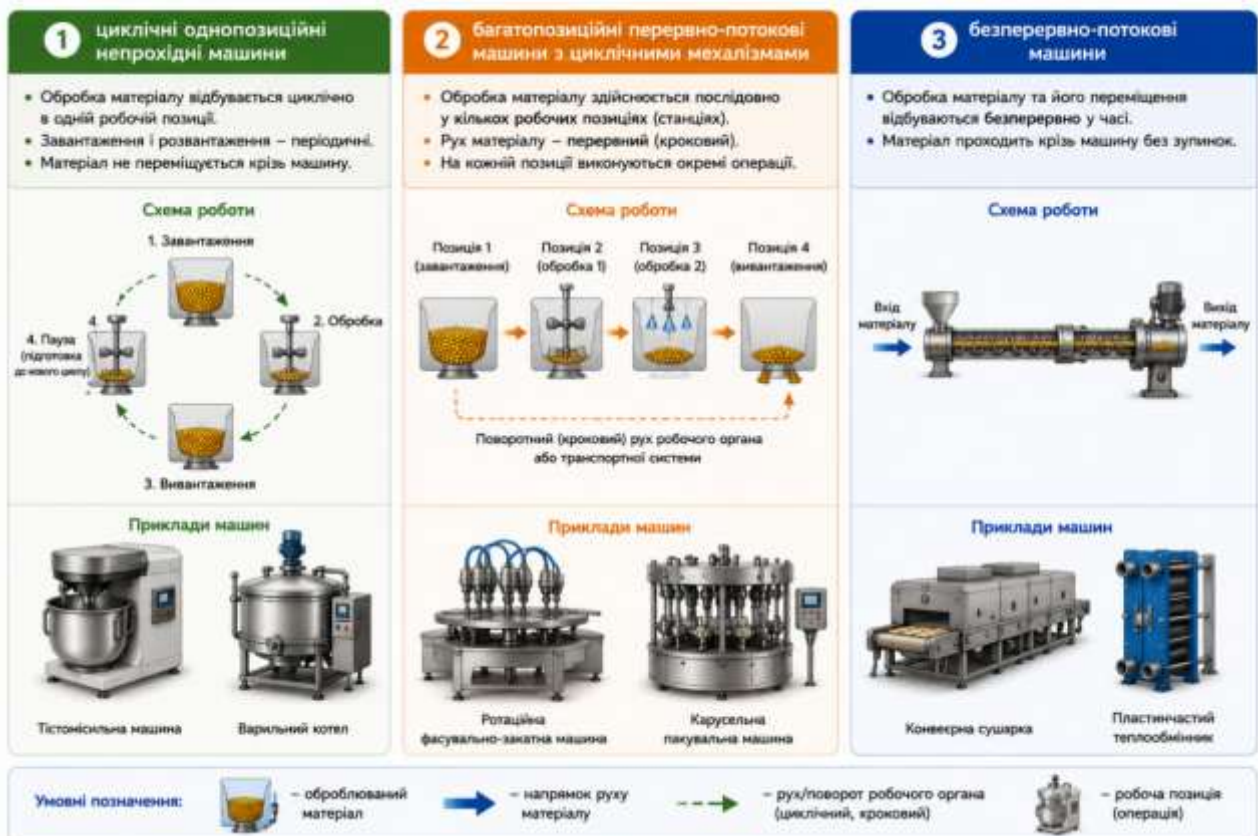 1 циклічні однопозиційні
непрохідні машини
• Обробка матеріалу відбувається циклічно
в одній робочій позиції.
• Завантаження і розвантаження – періодичні.
• Матеріал не переміщується крізь машину.
Схема роботи
1. Завантаження
2. Обробка
3. Вивантаження
4.
4. Пауза
(підготовка
до нового циклу)
Приклади машин
Тістомісильна машина
Варильний котел
2 багатопозиційні перервно-потокові
машини з циклічними механізмами
• Обробка матеріалу здійснюється послідовно
у кількох робочих позиціях (станціях).
• Рух матеріалу – перервний (кроковий).
• На кожній позиції виконуються окремі операції.
Схема роботи
Позиція 1
(завантаження)
Позиція 2
(обробка 1)
Позиція 3
(обробка 2)
Позиція 4
(вивантаження)
Поворотний (кроковий) рух робочого органа
або транспортної системи
Приклади машин
Ротаційна
фасувально-закатна машина
Карусельна
пакувальна машина
3 безперервно-потокові
машини
• Обробка матеріалу та його переміщення
відбуваються безперервно у часі.
• Матеріал проходить крізь машину без зупинок.
Схема роботи
Вхід
матеріалу
Вихід
матеріалу
Приклади машин
Конвеєрна сушарка
Пластинчастий
теплообмінник
Умовні позначення:
– оброблюваний
матеріал
– напрямок руху
матеріалу
– рух/поворот робочого органа
(циклічний, кроковий)
– робоча позиція
(операція)